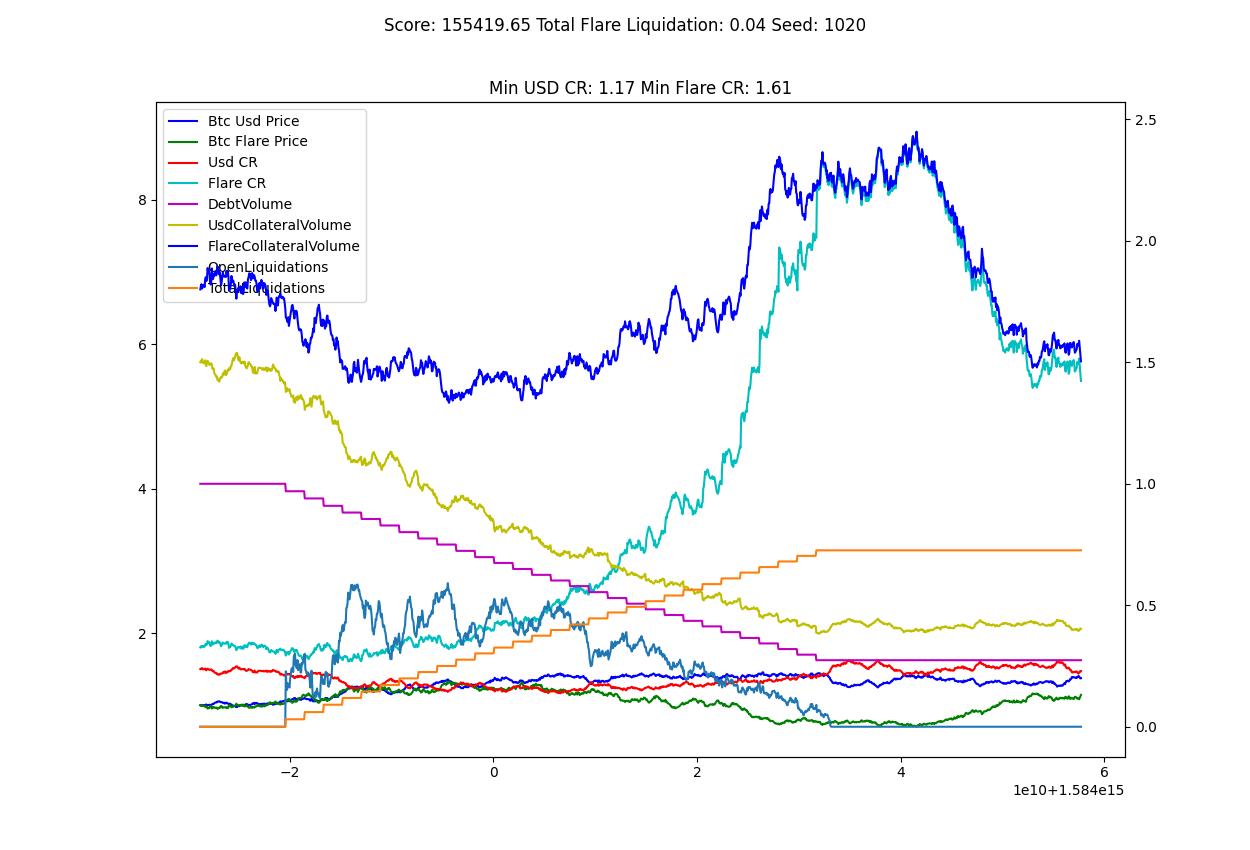 Score: 155419.65 Total Flare Liquidation: 0.04 Seed: 1020
Min USD CR: 1.17 Min Flare CR: 1.61
Btc Usd Price
Btc Flare Price
Usd CR
Flare CR
DebtVolume
UsdCollateralVolume
FlareCollateralVolume
OpenLiquidations
TotalLiquidations
8
6
4
2
2.5
2.0
1.5
1.0
0.5
0.0
−2 0 2 4 6
1e10+1.584e15